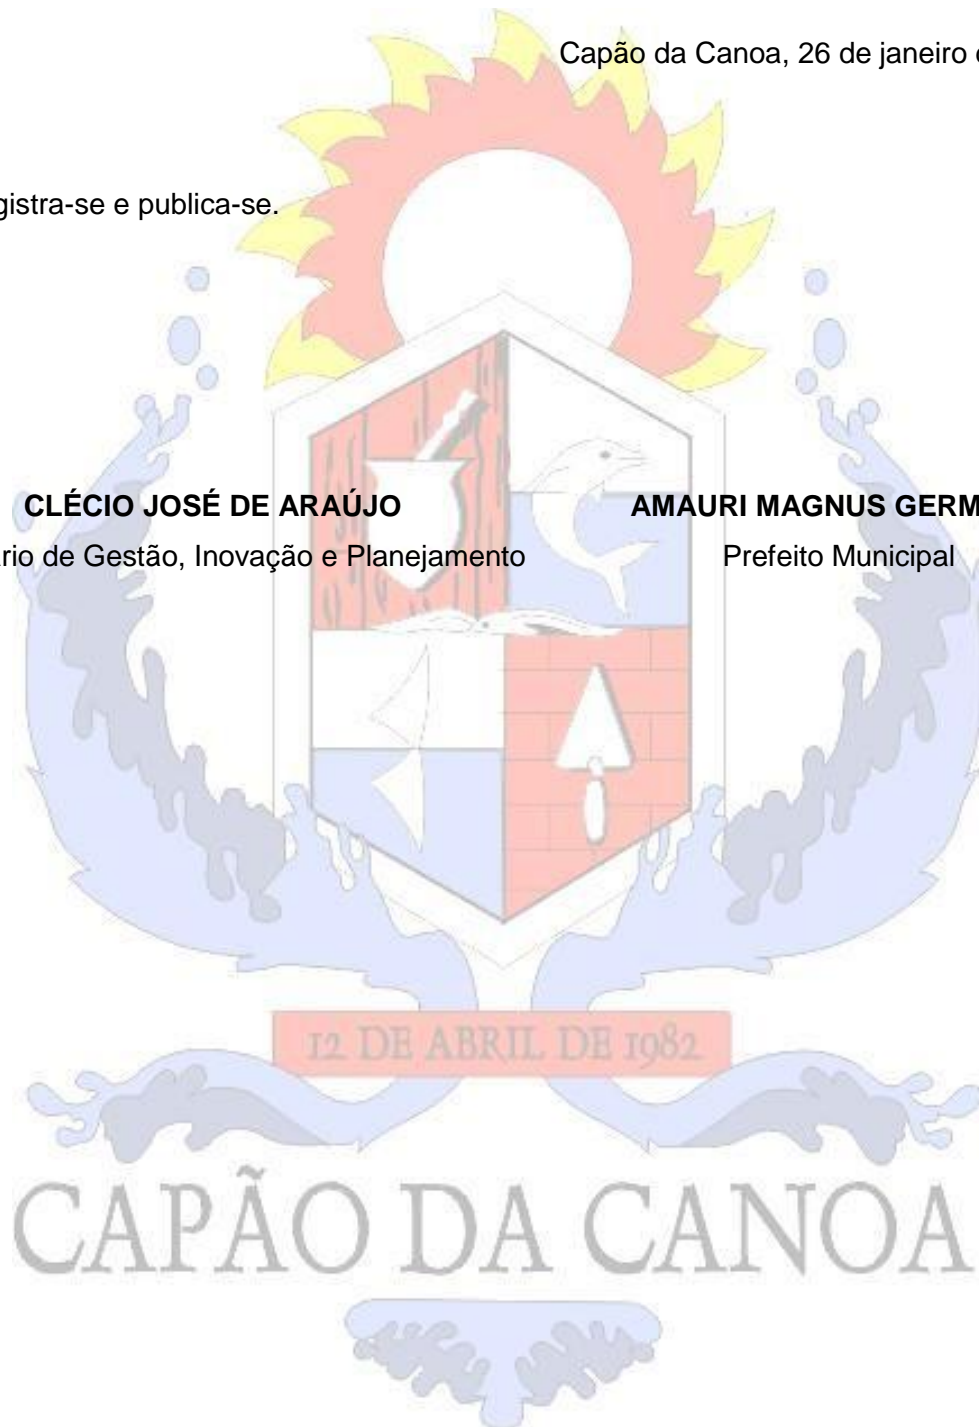 Capão da Canoa, 26 de janeiro
gistra-se e publica-se.
CLÉCIO JOSÉ DE ARAÚJO
AMAURI MAGNUS GERM
rio de Gestão, Inovação e Planejamento
Prefeito Municipal
12 DE ABRIL DE 1982
CAPÃO DA CANOA